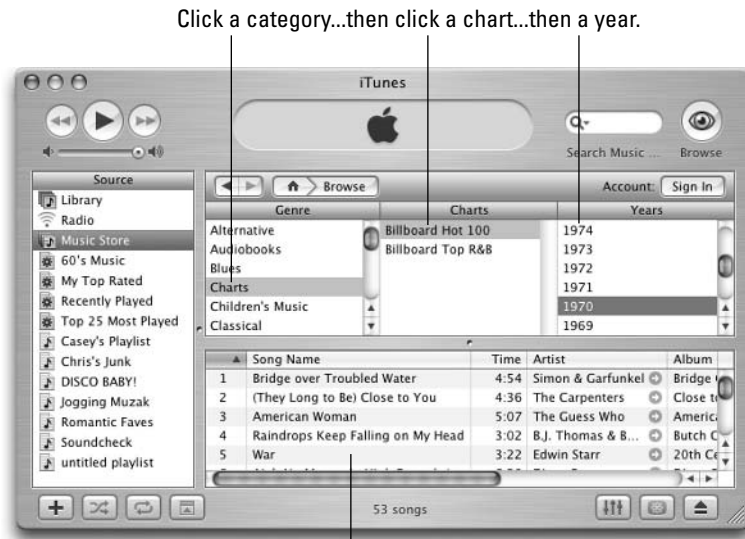 Click a category...then click a chart...then a year.
iTunes
Search Music ...
Browse
Source
Library
Radio
Music Store
60's Music
My Top Rated
Recently Played
Top 25 Most Played
Casey's Playlist
Chris's Junk
DISCO BABY!
Jogging Muzak
Romantic Faves
Soundcheck
untitled playlist
Browse
Account: Sign In
Genre Charts Years
Alternative Billboard Hot 100 1974
Audiobooks Billboard Top R&B 1973
Blues 1972
Charts 1971
Children's Music 1970
Classical 1969
Song Name Time Artist Album
1 Bridge over Troubled Water 4:54 Simon & Garfunkel Bridge
2 (They Long to Be) Close to You 4:36 The Carpenters Close t
3 American Woman 5:07 The Guess Who Americ
4 Raindrops Keep Falling on My Head 3:02 B.J. Thomas & B... Butch C
5 War 3:22 Edwin Starr 20th Ce
53 songs